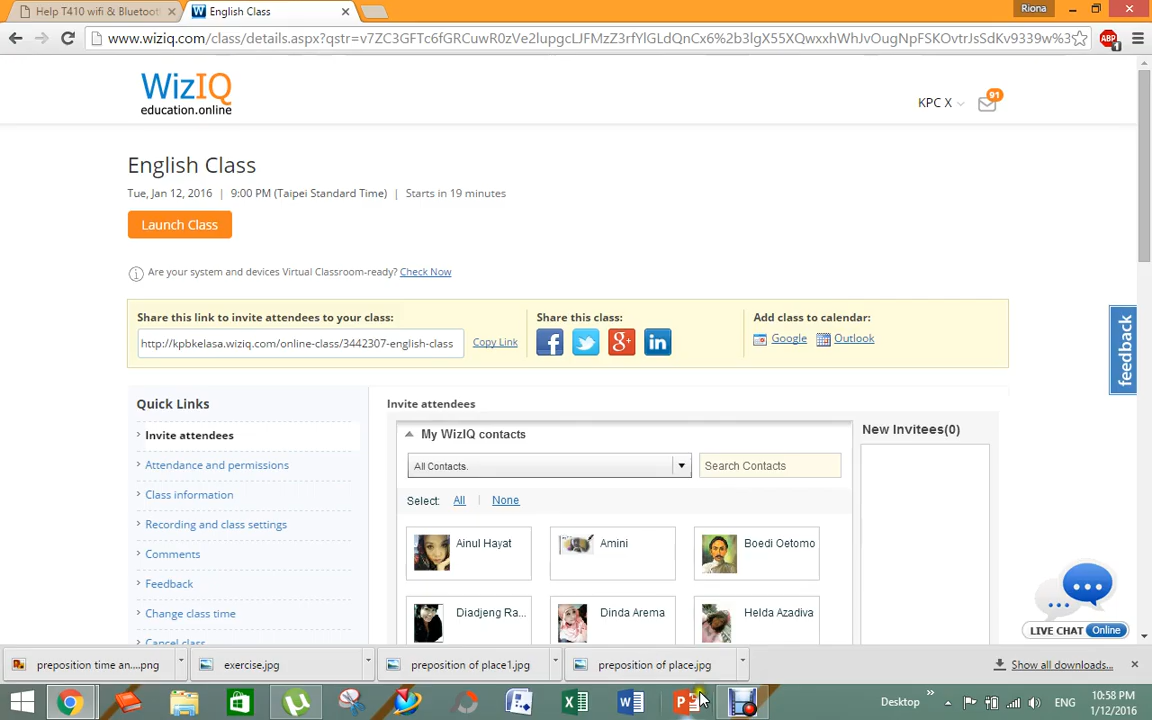 Help T410 wifi & Bluetoot
English Class
Riona
www.wiziq.com/class/details.aspx?qstr=v7ZC3GFTc6fGRCuwR0zVe2lupgcLJFMzZ3rfYlGLdQnCx6%2b3lgX55XQwxxhWhJvOugNpFSKOvtrJsSdKv9339w%3
ABP
1
WizIQ
education.online
KPC X
91
English Class
Tue, Jan 12, 2016 | 9:00 PM (Taipei Standard Time) | Starts in 19 minutes
Launch Class
Are your system and devices Virtual Classroom-ready? Check Now
Share this link to invite attendees to your class:
Share this class:
Add class to calendar:
http://kpbkelasa.wiziq.com/online-class/3442307-english-class
Copy Link
Google
Outlook
feedback
Quick Links
Invite attendees
Attendance and permissions
Class information
Recording and class settings
Comments
Feedback
Change class time
Cancel class
Invite attendees
My WizIQ contacts
All Contacts.
Search Contacts
Select: All | None
Ainul Hayat
Amini
Boedi Oetomo
Diadjeng Ra...
Dinda Arema
Helda Azadiva
New Invitees(0)
LIVE CHAT Online
preposition time an....png
exercise.jpg
preposition of place1.jpg
preposition of place.jpg
Show all downloads...
Desktop
ENG
10:58 PM
1/12/2016